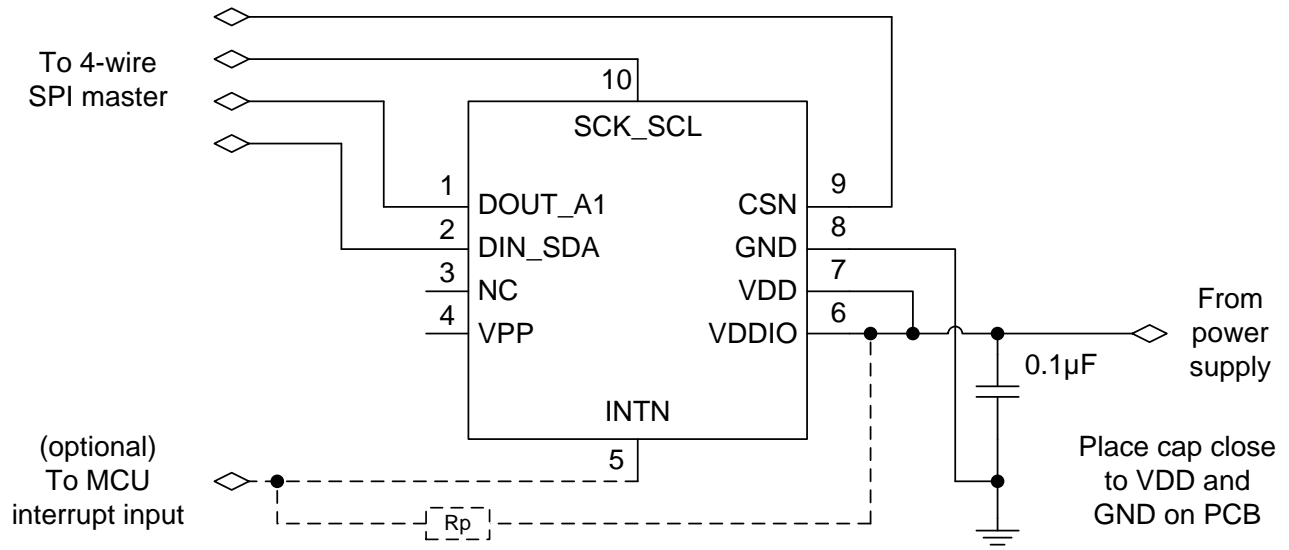 To 4-wire
SPI master
10
SCK_SCL
1
DOUT_A1
2
DIN_SDA
3
NC
4
VPP
9
CSN
8
GND
7
VDD
6
VDDIO
INTN
5
From
power
supply
0.1µF
Place cap close
to VDD and
GND on PCB
(optional)
To MCU
interrupt input
Rp